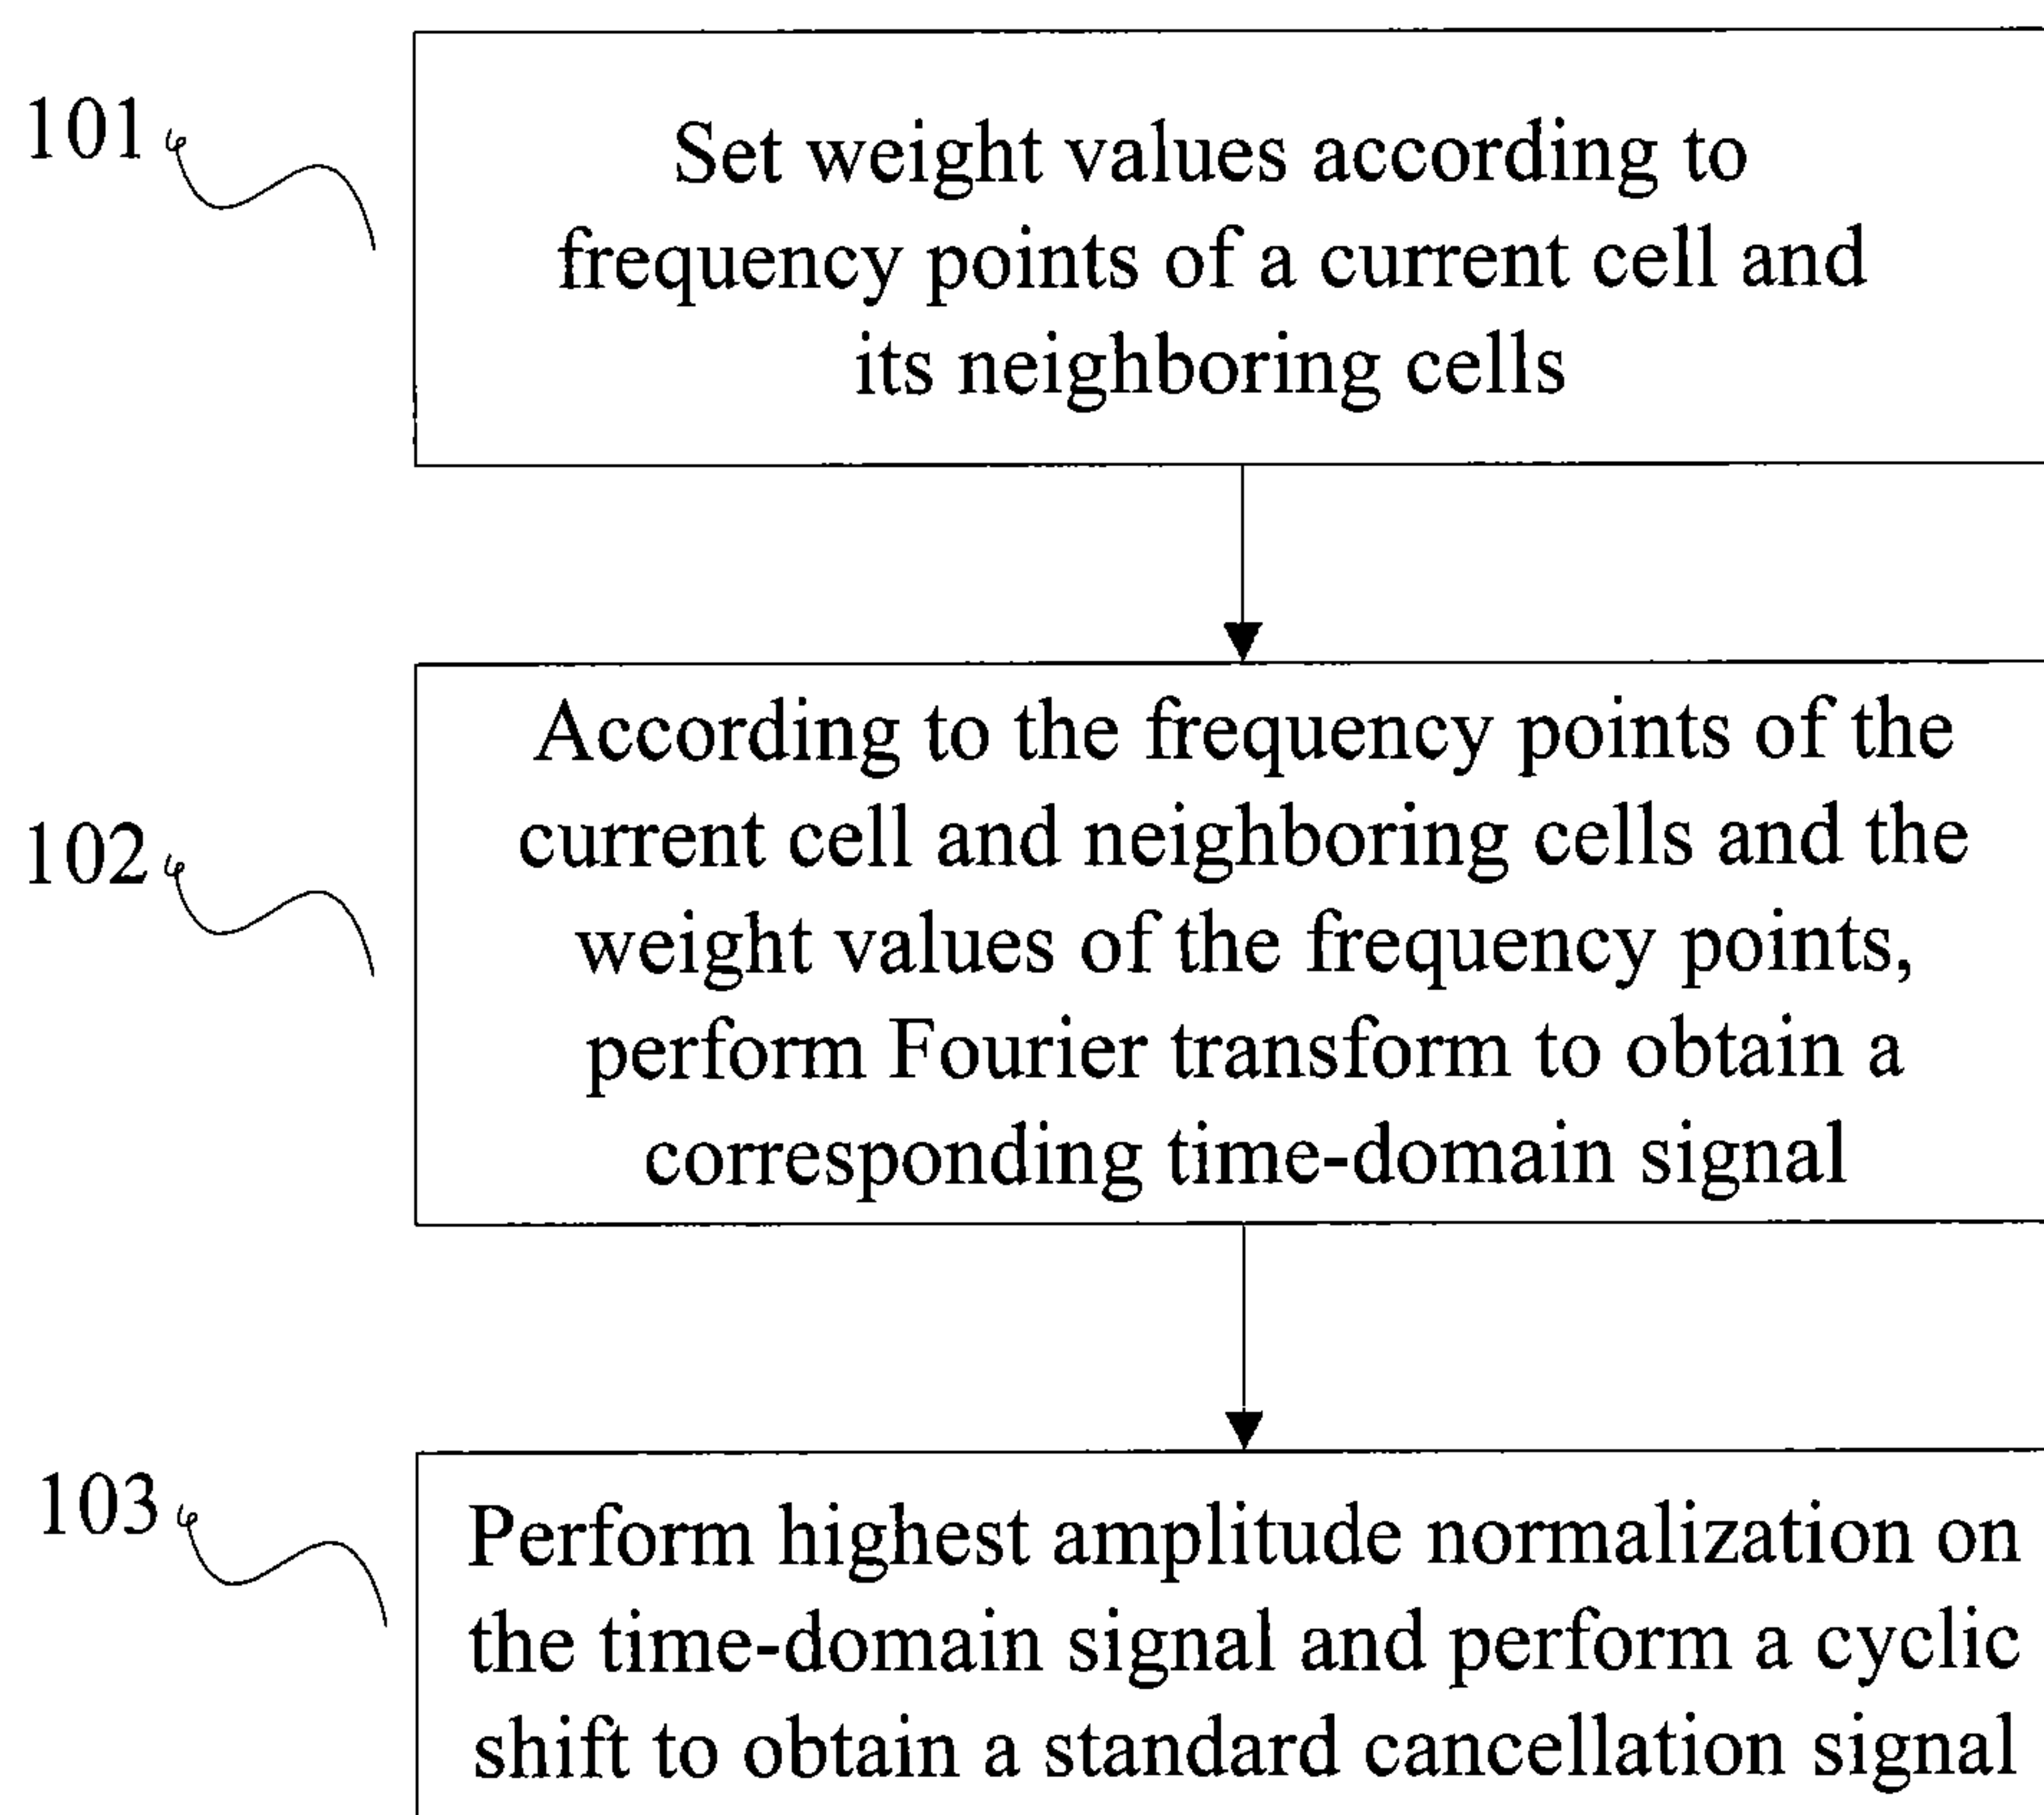 101
Set weight values according to
frequency points of a current cell and
its neighboring cells
102
According to the frequency points of the
current cell and neighboring cells and the
weight values of the frequency points,
perform Fourier transform to obtain a
corresponding time-domain signal
103
Perform highest amplitude normalization on
the time-domain signal and perform a cyclic
shift to obtain a standard cancellation signal